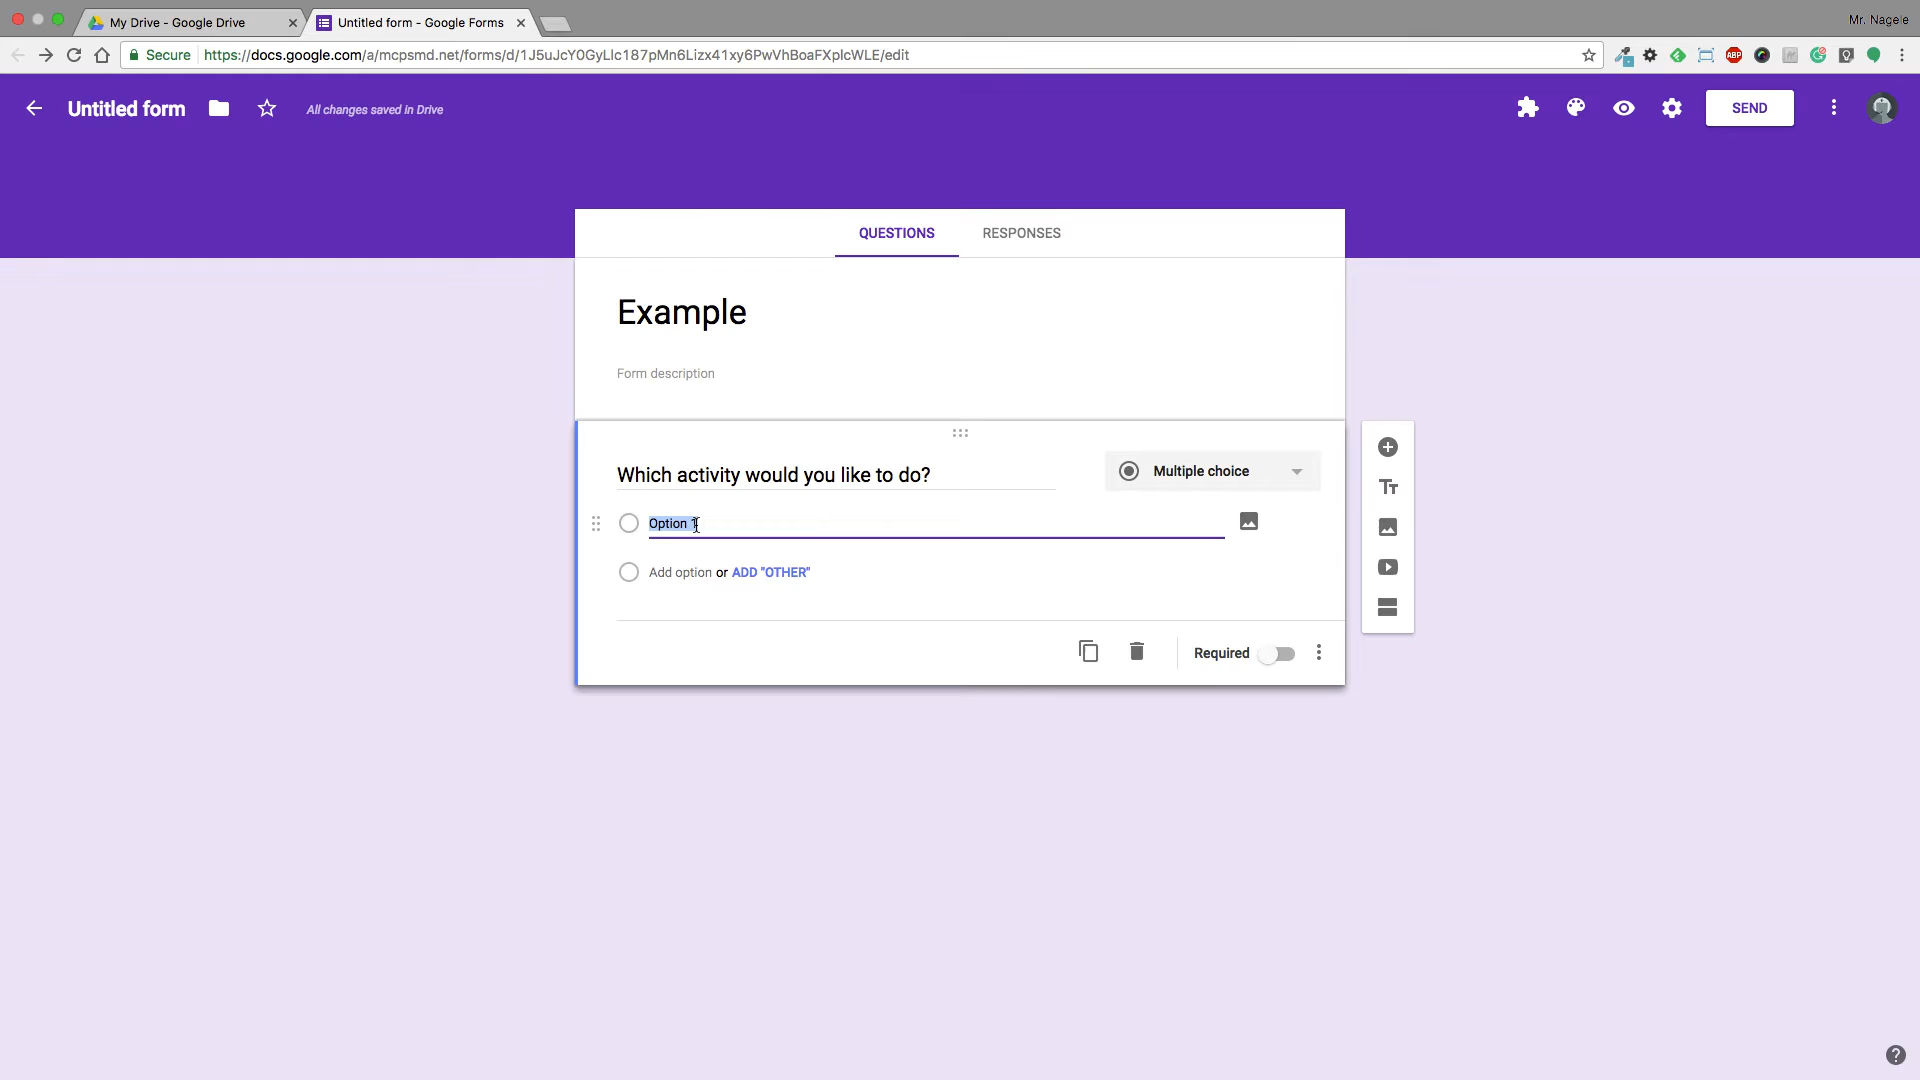 My Drive - Google Drive
Untitled form - Google Forms
Mr. Nagele
Secure
https://docs.google.com/a/mcpsmd.net/forms/d/1J5uJcY0GyLlc187pMn6Lizx41xy6PwVhBoaFXplcWLE/edit
ABP
Untitled form
All changes saved in Drive
SEND
QUESTIONS
RESPONSES
Example
Form description
Which activity would you like to do?
Multiple choice
Option 1
Add option or ADD "OTHER"
Required